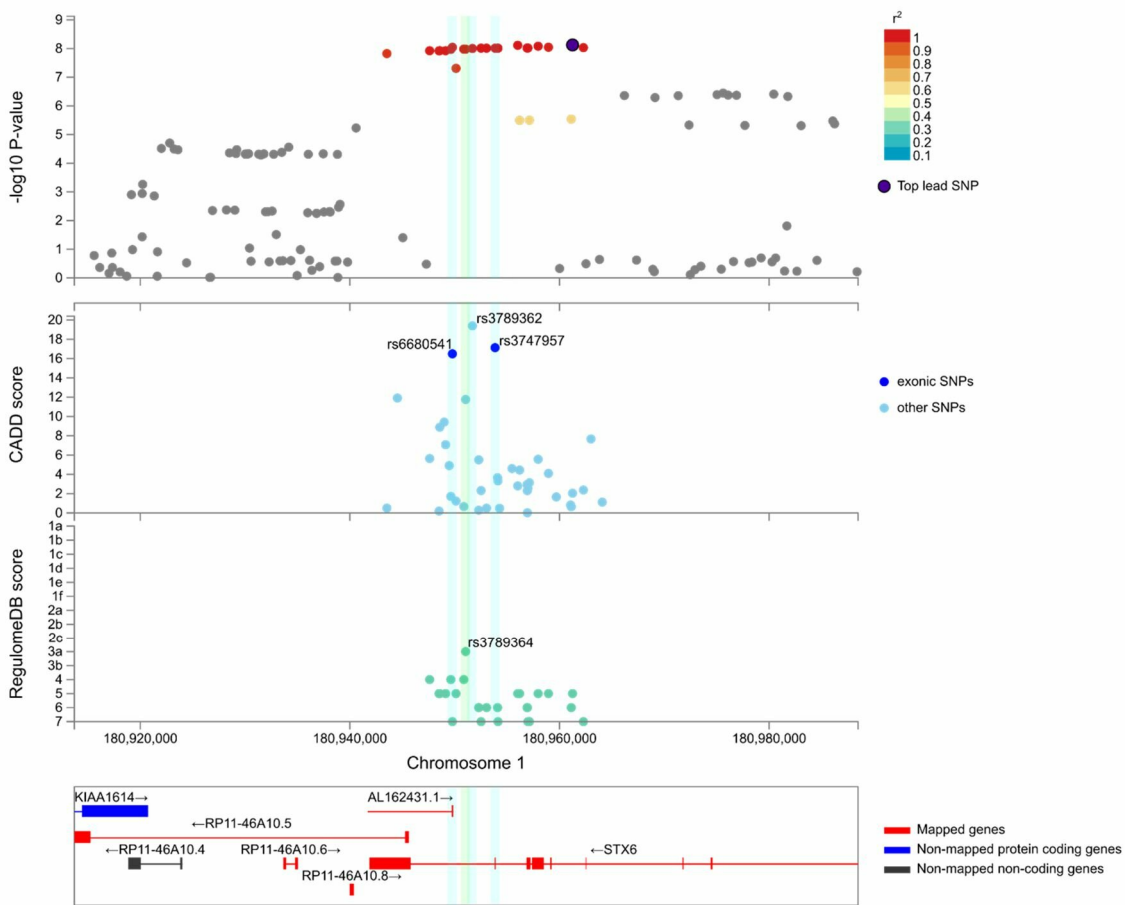 -log10 P-value
9
8
7
6
5
4
3
2
1
0
r2
1
0.9
0.8
0.7
0.6
0.5
0.4
0.3
0.2
0.1
Top lead SNP
CADD score
20
18
16
14
12
10
8
6
4
2
0
rs3789362
rs6680541
rs3747957
exonic SNPs
other SNPs
RegulomeDB score
1a
1b
1c
1d
1e
1f
2a
2b
2c
3a
3b
4
5
6
7
rs3789364
180,920,000 180,940,000 180,960,000 180,980,000
Chromosome 1
KIAA1614→ AL162431.1→
←RP11-46A10.5
←RP11-46A10.4 RP11-46A10.6→ ←STX6
RP11-46A10.8→
Mapped genes
Non-mapped protein coding genes
Non-mapped non-coding genes